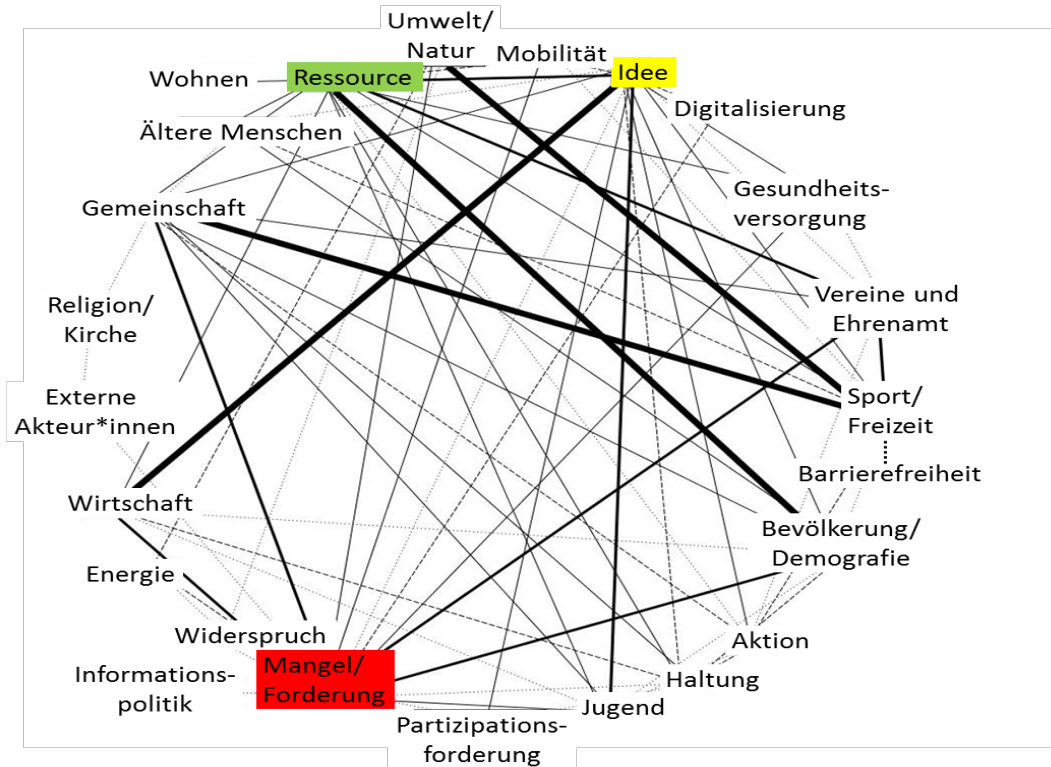 Umwelt/
Natur
Mobilität
Idee
Wohnen
Ressource
Digitalisierung
Ältere Menschen
Gesundheits-
versorgung
Gemeinschaft
Vereine und
Ehrenamt
Religion/
Kirche
Externe
Akteur*innen
Sport/
Freizeit
Barrierefreiheit
Wirtschaft
Bevölkerung/
Demografie
Energie
Widerspruch
Aktion
Mangel/
Forderung
Informations-
politik
Haltung
Jugend
Partizipations-
forderung